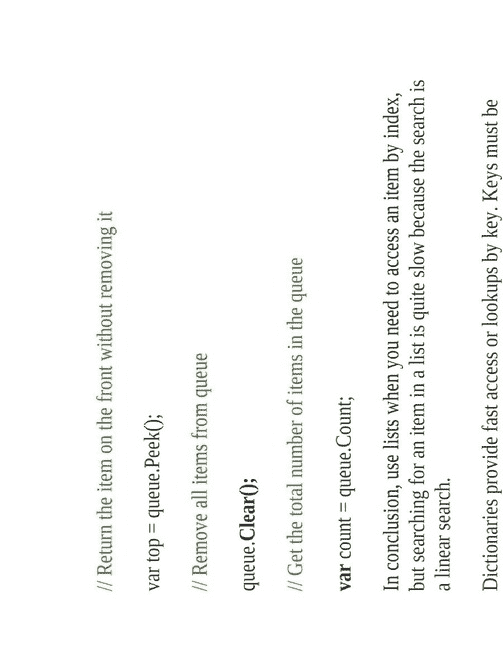 // Return the item on the front without removing it
var top = queue.Peek();
// Remove all items from queue
queue.Clear();
// Get the total number of items in the queue
var count = queue.Count;
In conclusion, use lists when you need to access an item by index,
but searching for an item in a list is quite slow because the search is
a linear search.
Dictionaries provide fast access or lookups by key. Keys must be